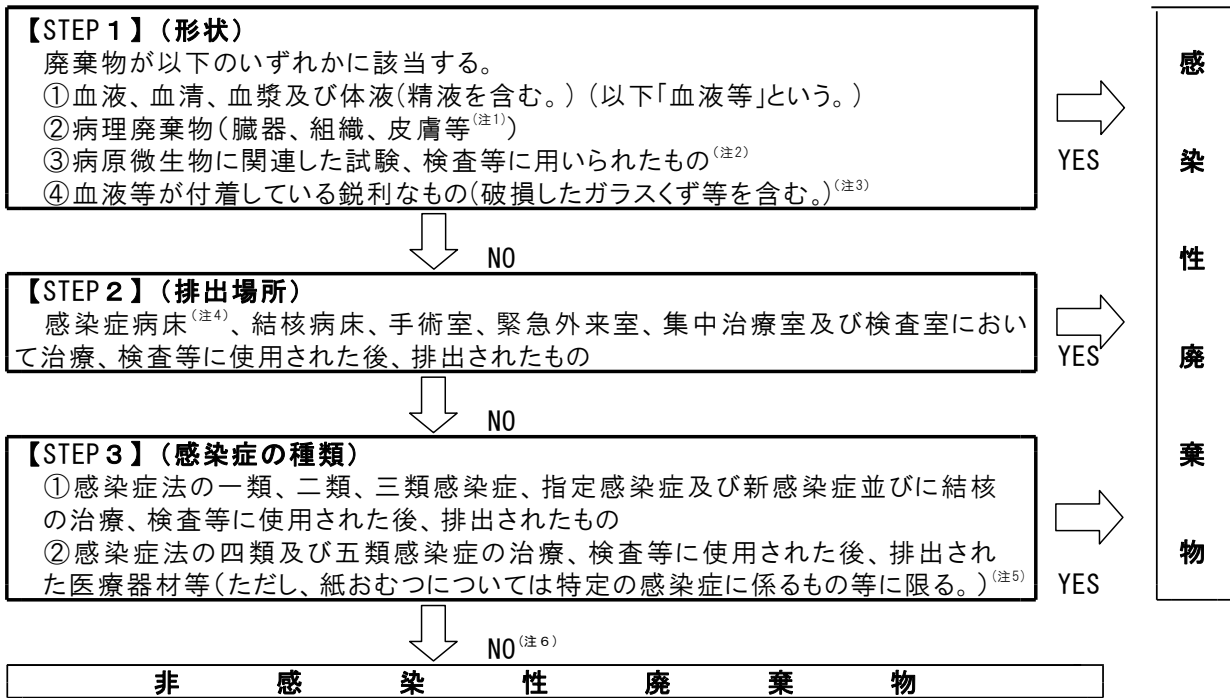 【STEP１】（形状）
廃棄物が以下のいずれかに該当する。
①血液、血清、血漿及び体液(精液を含む。)（以下「血液等」という。）
②病理廃棄物(臓器、組織、皮膚等(注1))
③病原微生物に関連した試験、検査等に用いられたもの(注2)
④血液等が付着している鋭利なもの(破損したガラスくず等を含む。)(注3)
YES
NO
【STEP２】（排出場所）
感染症病床(注4)、結核病床、手術室、緊急外来室、集中治療室及び検査室におい
て治療、検査等に使用された後、排出されたもの
YES
NO
【STEP３】（感染症の種類）
①感染症法の一類、二類、三類感染症、指定感染症及び新感染症並びに結核
の治療、検査等に使用された後、排出されたもの
②感染症法の四類及び五類感染症の治療、検査等に使用された後、排出され
た医療器材等(ただし、紙おむつについては特定の感染症に係るもの等に限る。)(注5)
YES
NO(注６)
非感染性廃棄物
感染性廃棄物